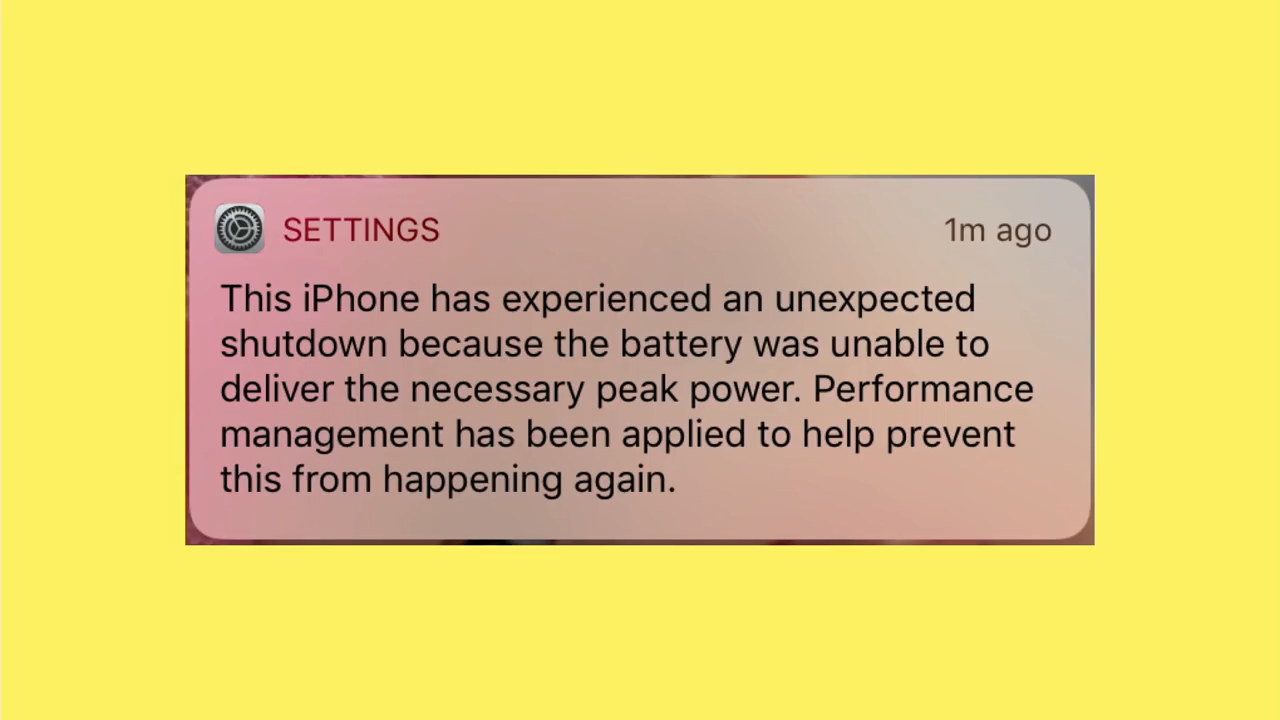 SETTINGS
1m ago
This iPhone has experienced an unexpected
shutdown because the battery was unable to
deliver the necessary peak power. Performance
management has been applied to help prevent
this from happening again.